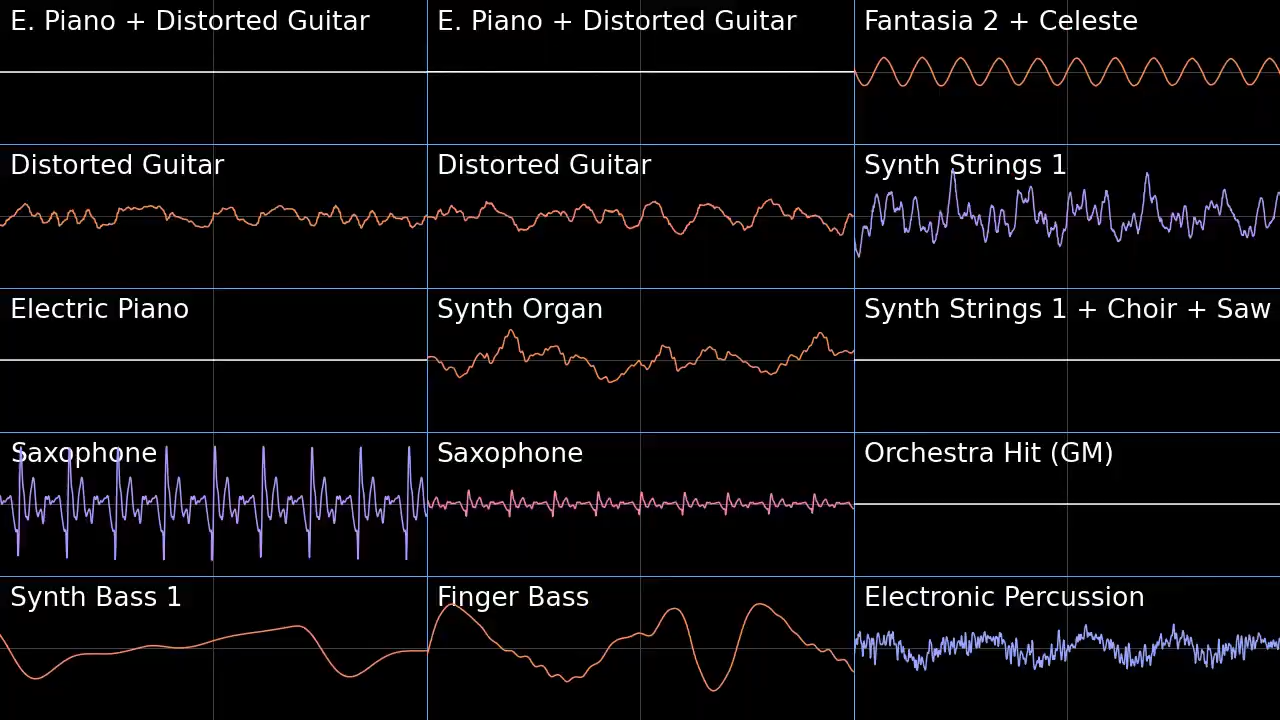 E. Piano + Distorted Guitar
E. Piano + Distorted Guitar
Fantasia 2 + Celeste
Distorted Guitar
Distorted Guitar
Synth Strings 1
Electric Piano
Synth Organ
Synth Strings 1 + Choir + Saw
Saxophone
Saxophone
Orchestra Hit (GM)
Synth Bass 1
Finger Bass
Electronic Percussion